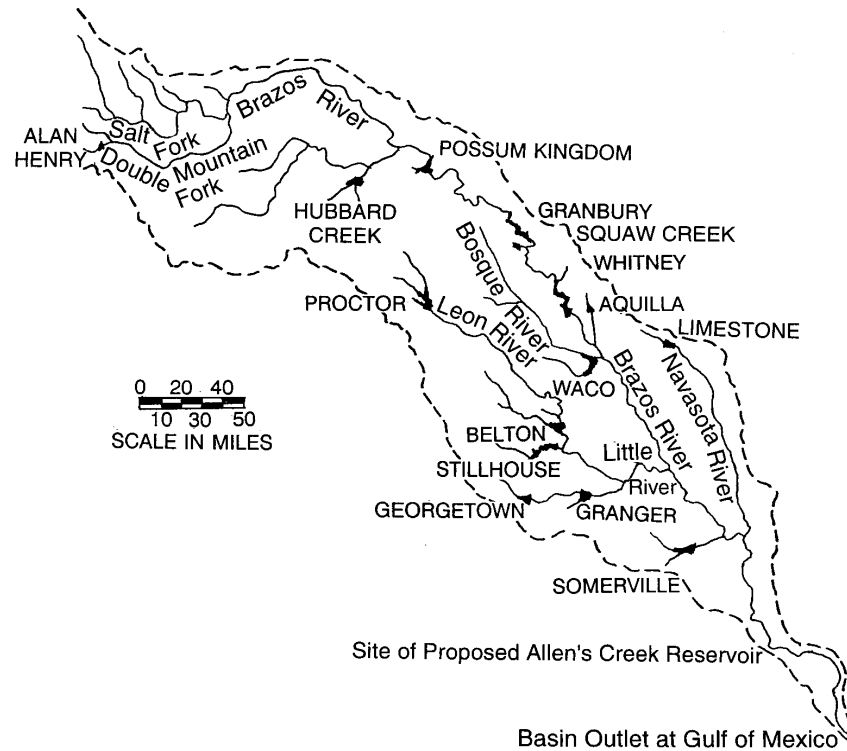 Brazos
River
Salt
Fork
ALAN
HENRY
Double Mountain
Fork
POSSUM KINGDOM
HUBBARD
CREEK
GRANBURY
SQUAW CREEK
WHITNEY
Bosque
River
PROCTOR
Leon
River
AQUILLA
LIMESTONE
WACO
Brazos River
Navasota River
0 20 40
10 30 50
SCALE IN MILES
BELTON
STILLHOUSE
Little
River
GEORGETOWN
GRANGER
SOMERVILLE
Site of Proposed Allen's Creek Reservoir
Basin Outlet at Gulf of Mexico